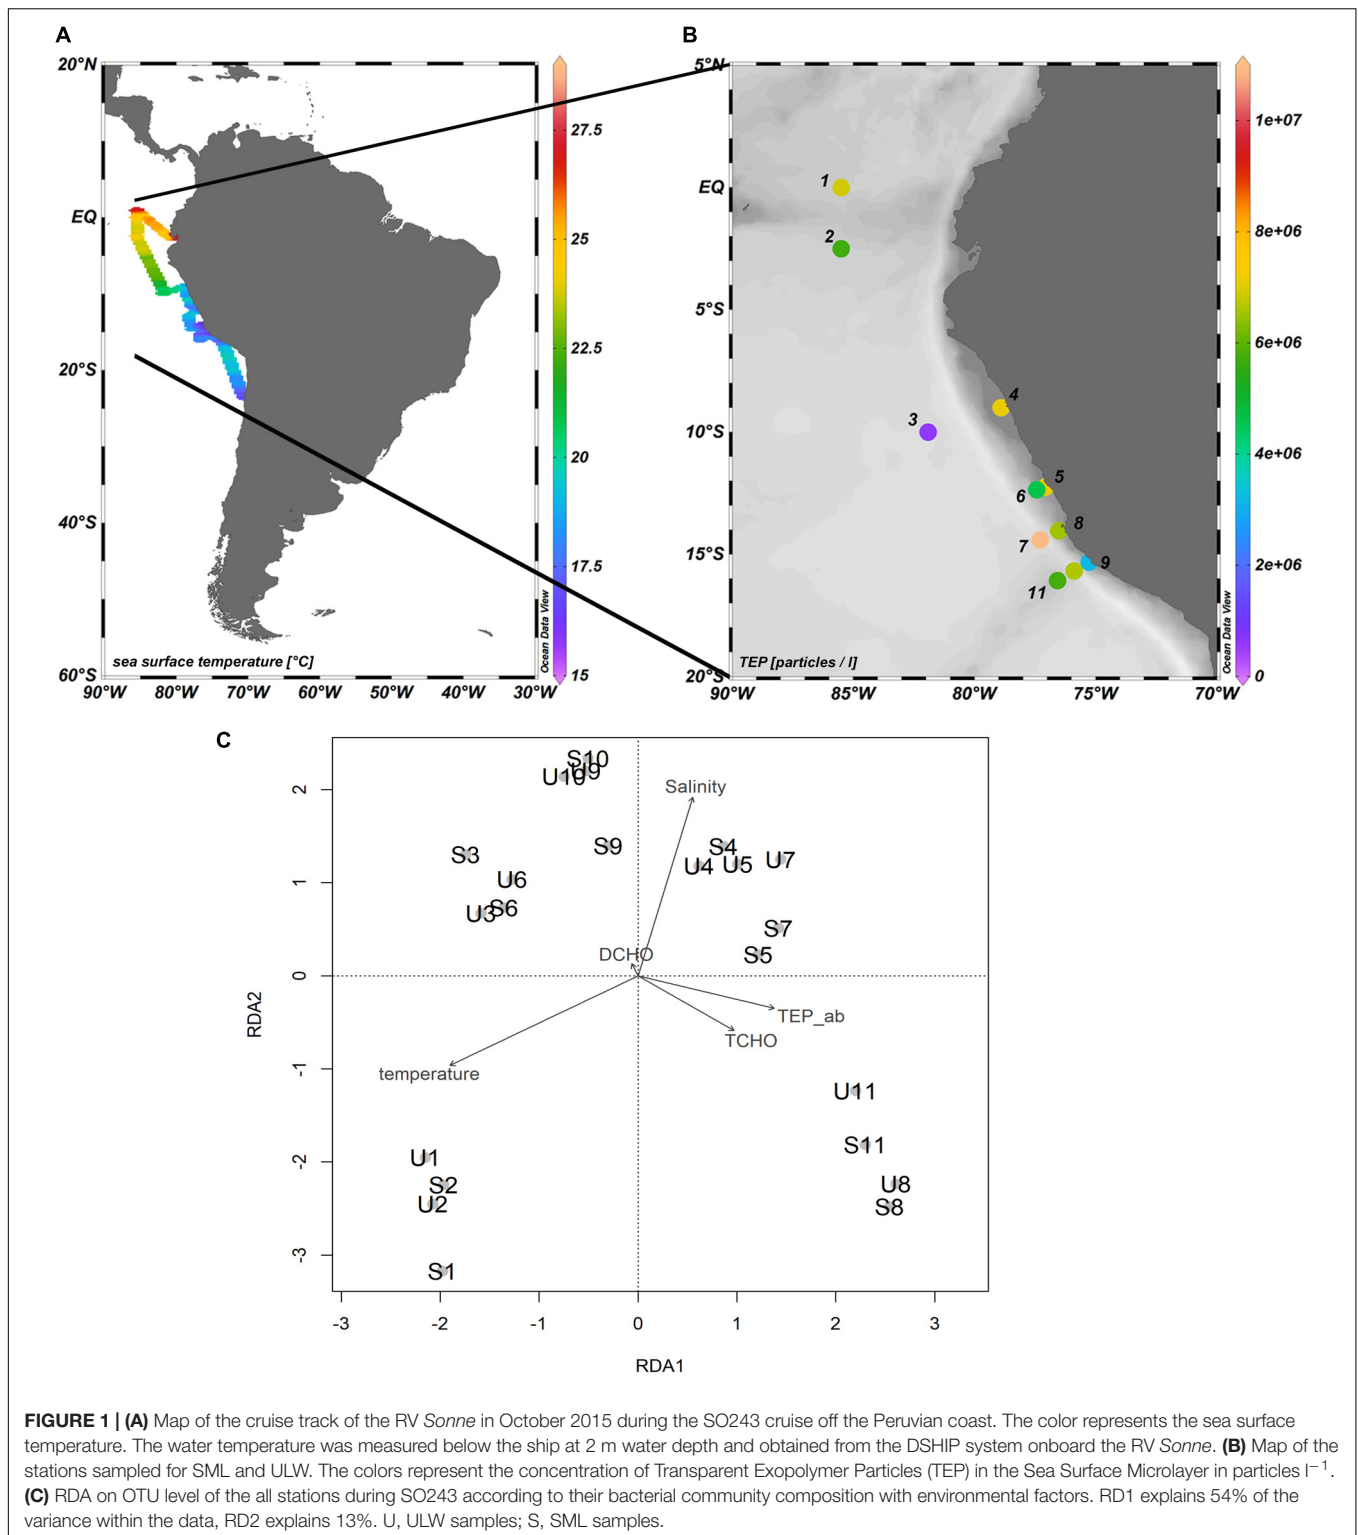 A
B
20°N
EQ
20°S
40°S
60°S
90°W 80°W 70°W 60°W 50°W 40°W 30°W
sea surface temperature [°C]
Ocean Data View
27.5
25
22.5
20
17.5
15
5°N
EQ
5°S
10°S
15°S
20°S
90°W 85°W 80°W 75°W 70°W
1
2
3
4
5
6
7
8
9
11
TEP [particles / l]
Ocean Data View
1e+07
8e+06
6e+06
4e+06
2e+06
0
C
RDA2
2
1
0
-1
-2
-3
S10
U9
U10
Salinity
S9
S4
U4
U5
U7
S3
U6
U3
S6
S7
S5
DCHO
TEP_ab
TCHO
temperature
U11
S11
U8
S8
U1
S2
U2
S1
-3 -2 -1 0 1 2 3
RDA1
FIGURE 1 | (A) Map of the cruise track of the RV Sonne in October 2015 during the SO243 cruise off the Peruvian coast. The color represents the sea surface
temperature. The water temperature was measured below the ship at 2 m water depth and obtained from the DSHIP system onboard the RV Sonne. (B) Map of the
stations sampled for SML and ULW. The colors represent the concentration of Transparent Exopolymer Particles (TEP) in the Sea Surface Microlayer in particles l⁻¹.
(C) RDA on OTU level of the all stations during SO243 according to their bacterial community composition with environmental factors. RD1 explains 54% of the
variance within the data, RD2 explains 13%. U, ULW samples; S, SML samples.